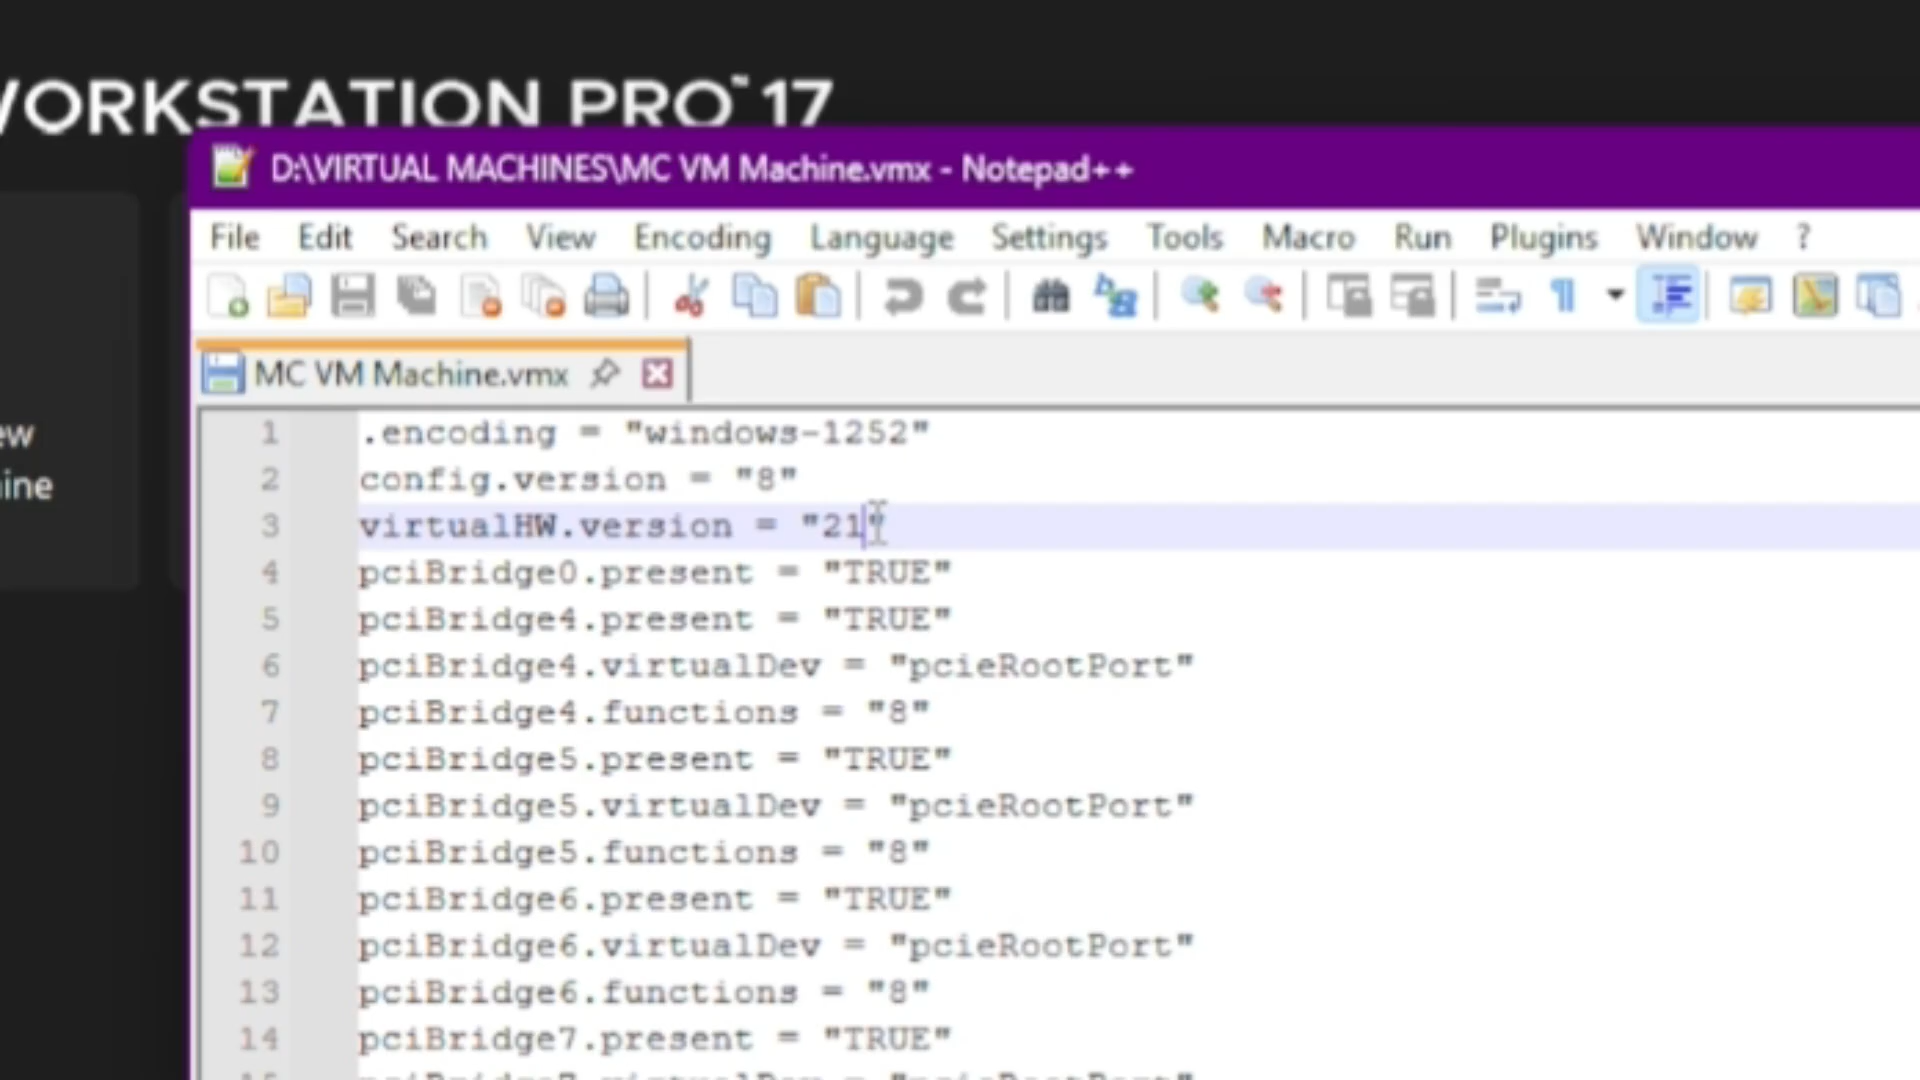 WORKSTATION PRO™ 17
D:\VIRTUAL MACHINES\MC VM Machine.vmx - Notepad++
File Edit Search View Encoding Language Settings Tools Macro Run Plugins Window ?
MC VM Machine.vmx
ew
ine
1 .encoding = "windows-1252"
2 config.version = "8"
3 virtualHW.version = "21"
4 pciBridge0.present = "TRUE"
5 pciBridge4.present = "TRUE"
6 pciBridge4.virtualDev = "pcieRootPort"
7 pciBridge4.functions = "8"
8 pciBridge5.present = "TRUE"
9 pciBridge5.virtualDev = "pcieRootPort"
10 pciBridge5.functions = "8"
11 pciBridge6.present = "TRUE"
12 pciBridge6.virtualDev = "pcieRootPort"
13 pciBridge6.functions = "8"
14 pciBridge7.present = "TRUE"